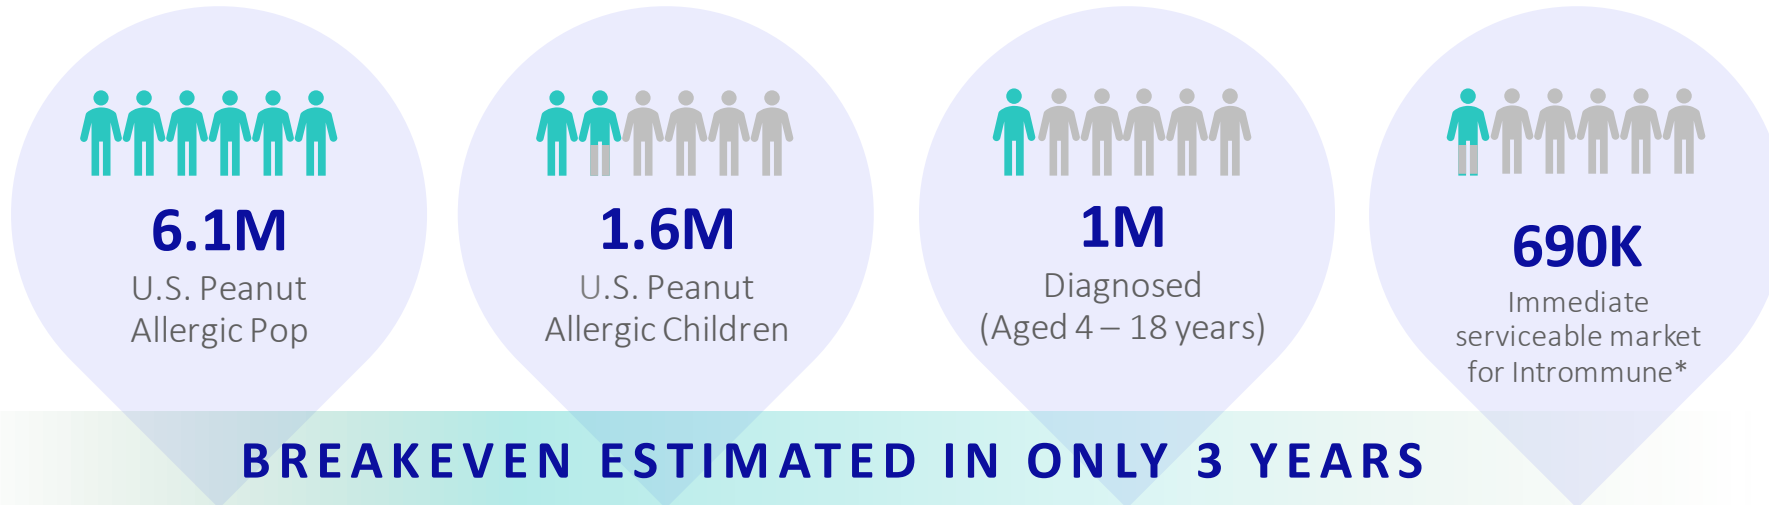 6.1M
U.S. Peanut
Allergic Pop
1.6M
U.S. Peanut
Allergic Children
1M
Diagnosed
(Aged 4 – 18 years)
690K
Immediate
serviceable market
for Intrommune*
BREAKEVEN ESTIMATED IN ONLY 3 YEARS